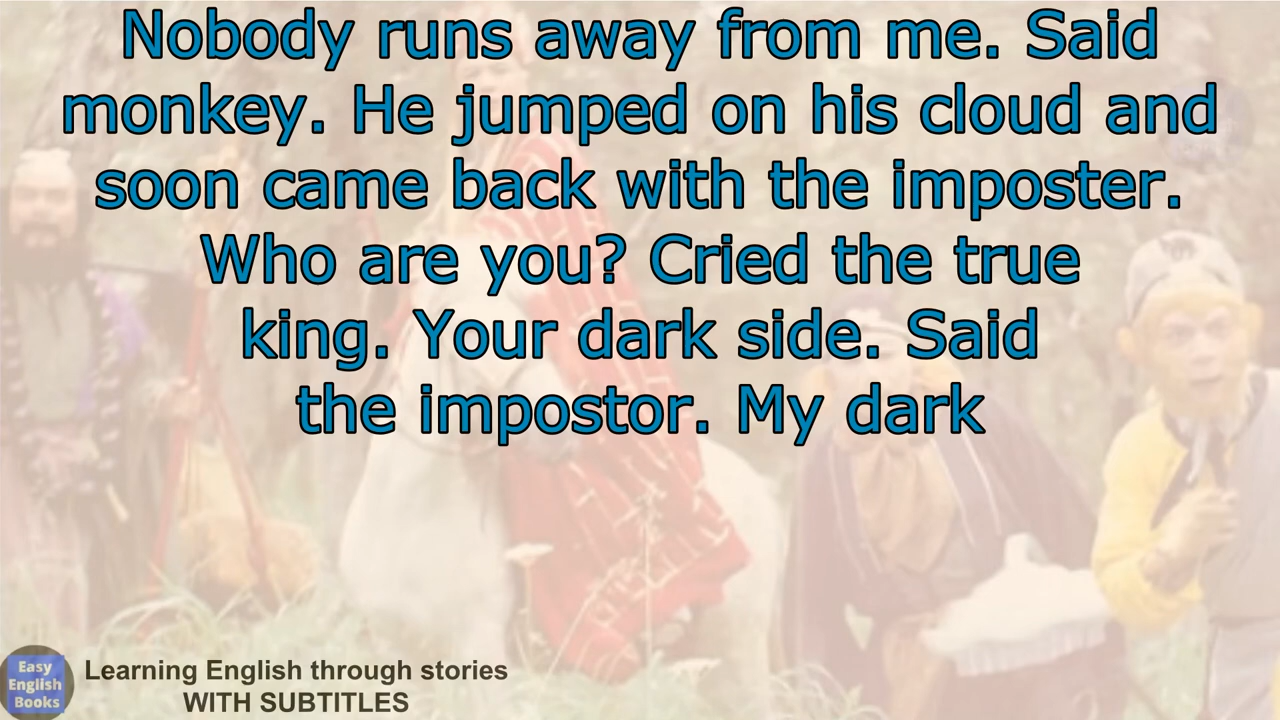 Nobody runs away from me. Said
monkey. He jumped on his cloud and
soon came back with the imposter.
Who are you? Cried the true
king. Your dark side. Said
the impostor. My dark
Easy
English
Books
Learning English through stories
WITH SUBTITLES